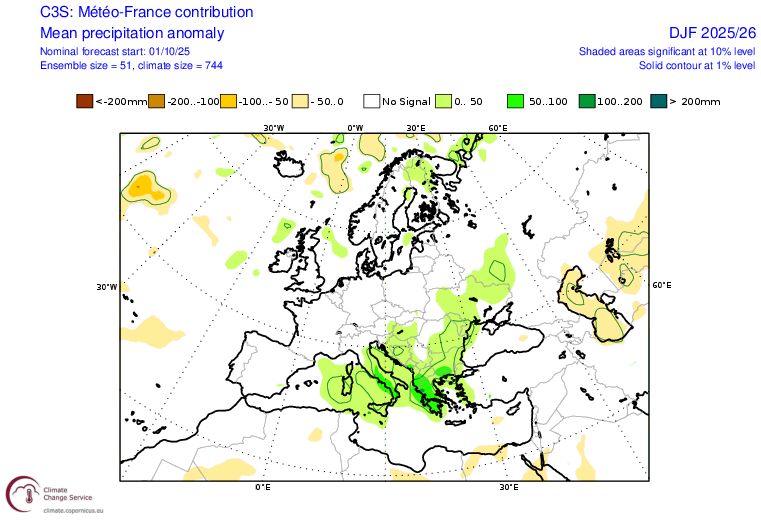 C3S: Météo-France contribution
Mean precipitation anomaly DJF 2025/26
Nominal forecast start: 01/10/25 Shaded areas significant at 10% level
Ensemble size = 51, climate size = 744 Solid contour at 1% level
<-200mm -200..-100 -100..- 50 - 50..0 No Signal 0.. 50 50..100 100..200 > 200mm
30°W 0°W 30°E 60°E
30°W 60°E
0°E 30°E
Climate
Change Service
climate.copernicus.eu